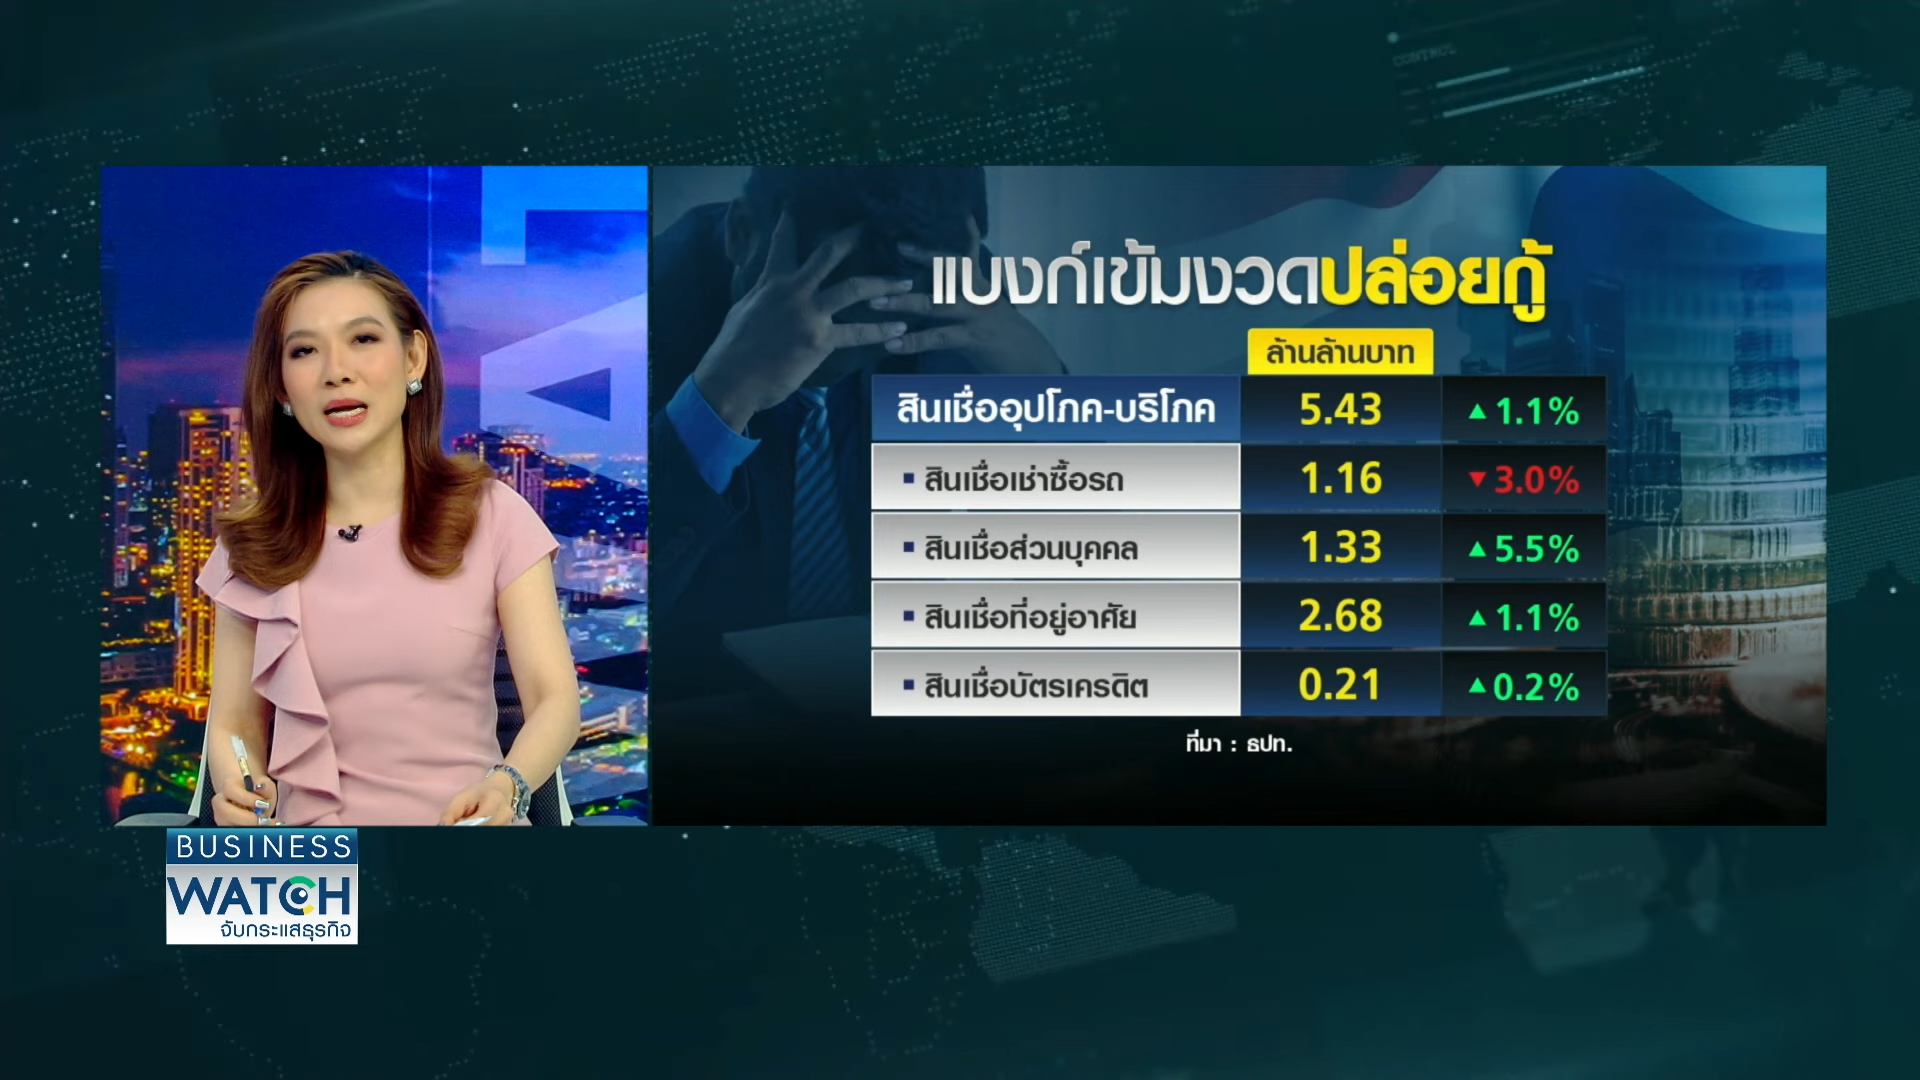 CONTROL
แบงก์เข้มงวดปล่อยกู้
ล้านล้านบาท
สินเชื่ออุปโภค-บริโภค 5.43 ▲1.1%
▪ สินเชื่อเช่าซื้อรถ 1.16 ▼3.0%
▪ สินเชื่อส่วนบุคคล 1.33 ▲5.5%
▪ สินเชื่อที่อยู่อาศัย 2.68 ▲1.1%
▪ สินเชื่อบัตรเครดิต 0.21 ▲0.2%
ที่มา : ธปท.
BUSINESS
WATCH
จับกระแสธุรกิจ